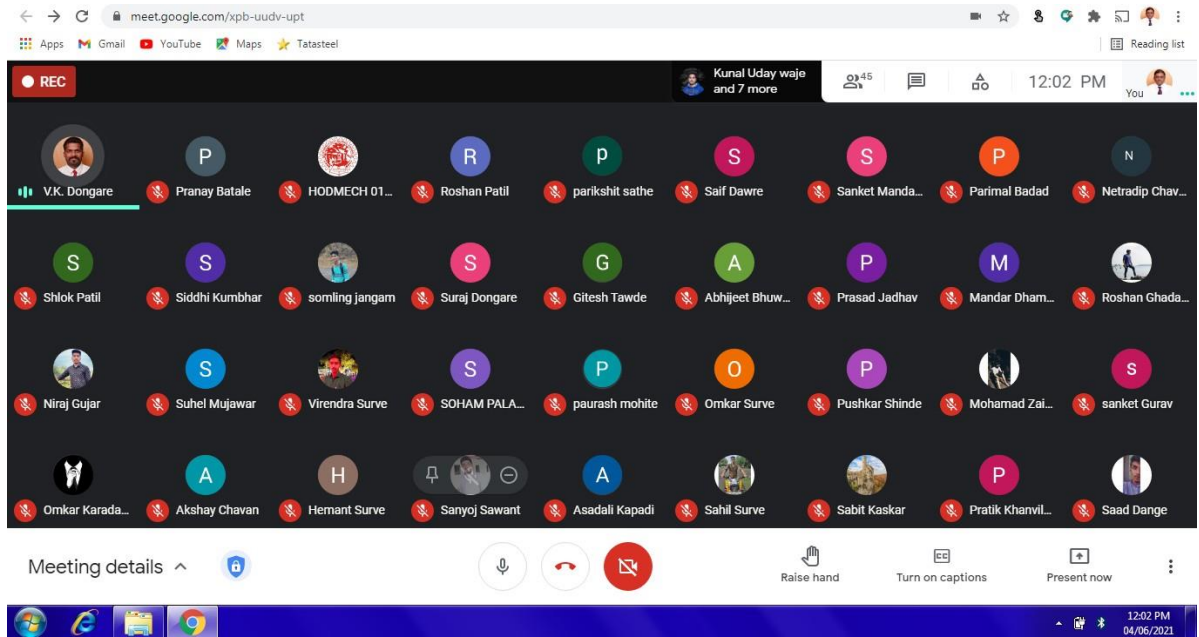 meet.google.com/xpb-uudv-upt
Apps Gmail YouTube Maps Tatasteel Reading list
REC
Kunal Uday waje
and 7 more
45
12:02 PM
You
P R p S S P N
V.K. Dongare Pranay Batale HODMECH 01... Roshan Patil parikshit sathe Saif Dawre Sanket Manda... Parimal Badad Netradip Chav...
S S S G A P M
Shlok Patil Siddhi Kumbhar somling jangam Suraj Dongare Gitesh Tawde Abhijeet Bhuw... Prasad Jadhav Mandar Dham... Roshan Ghada...
S S P O P s
Niraj Gujar Suhel Mujawar Virendra Surve SOHAM PALA... paurash mohite Omkar Surve Pushkar Shinde Mohamad Zai... sanket Gurav
A H A P
Omkar Karada... Akshay Chavan Hemant Surve Sanyoj Sawant Asadali Kapadi Sahil Surve Sabit Kaskar Pratik Khanvil... Saad Dange
Meeting details
CC
Raise hand Turn on captions Present now
12:02 PM
04/06/2021